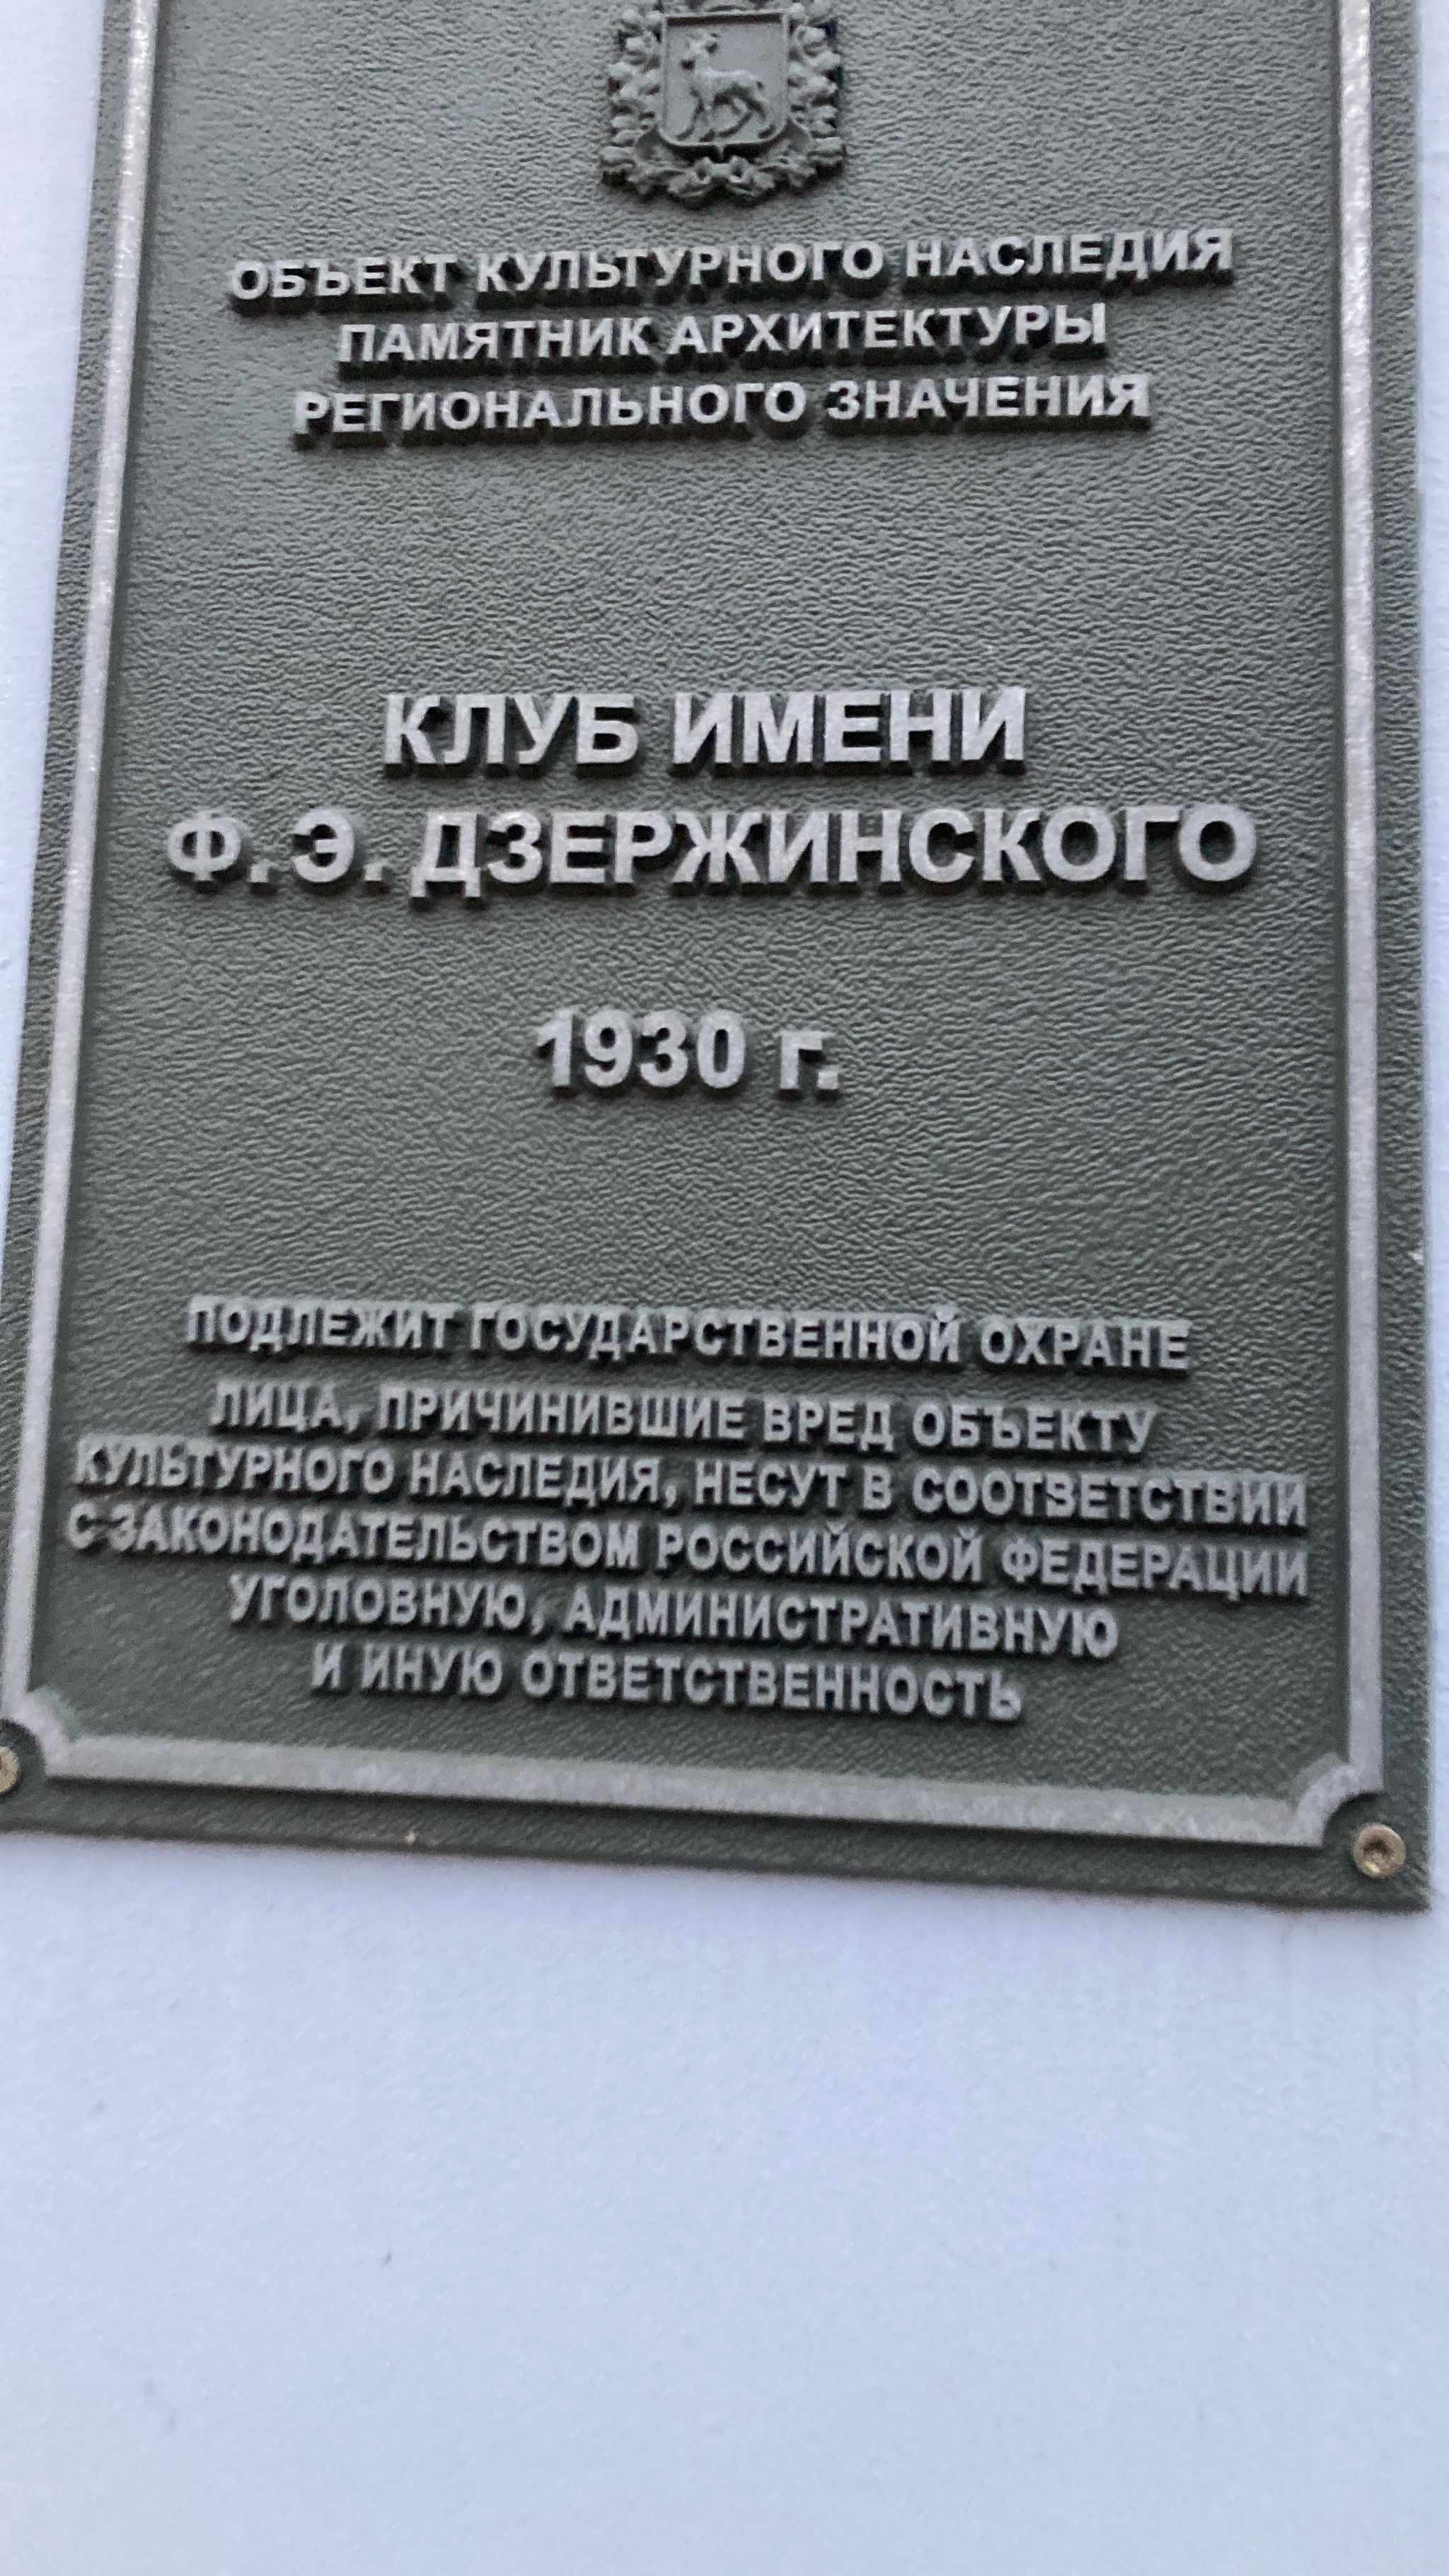 ОБЪЕКТ КУЛЬТУРНОГО НАСЛЕДИЯ
ПАМЯТНИК АРХИТЕКТУРЫ
РЕГИОНАЛЬНОГО ЗНАЧЕНИЯ
КЛУБ ИМЕНИ
Ф. Э. ДЗЕРЖИНСКОГО
1930 г.
ПОДЛЕЖИТ ГОСУДАРСТВЕННОЙ ОХРАНЕ
ЛИЦА, ПРИЧИНИВШИЕ ВРЕД ОБЪЕКТУ
КУЛЬТУРНОГО НАСЛЕДИЯ, НЕСУТ В СООТВЕТСТВИИ
С ЗАКОНОДАТЕЛЬСТВОМ РОССИЙСКОЙ ФЕДЕРАЦИИ
УГОЛОВНУЮ, АДМИНИСТРАТИВНУЮ
И ИНУЮ ОТВЕТСТВЕННОСТЬ